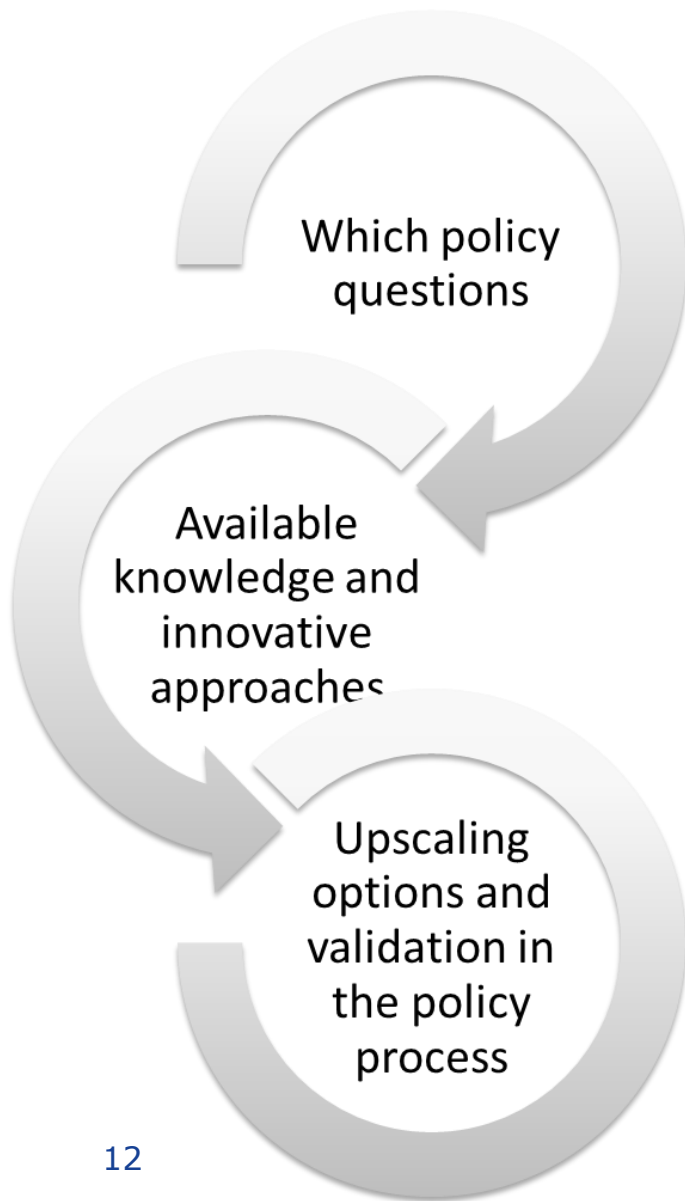 Which policy
questions
Available
knowledge and
innovative
approaches
Upscaling
options and
validation in
the policy
process
12